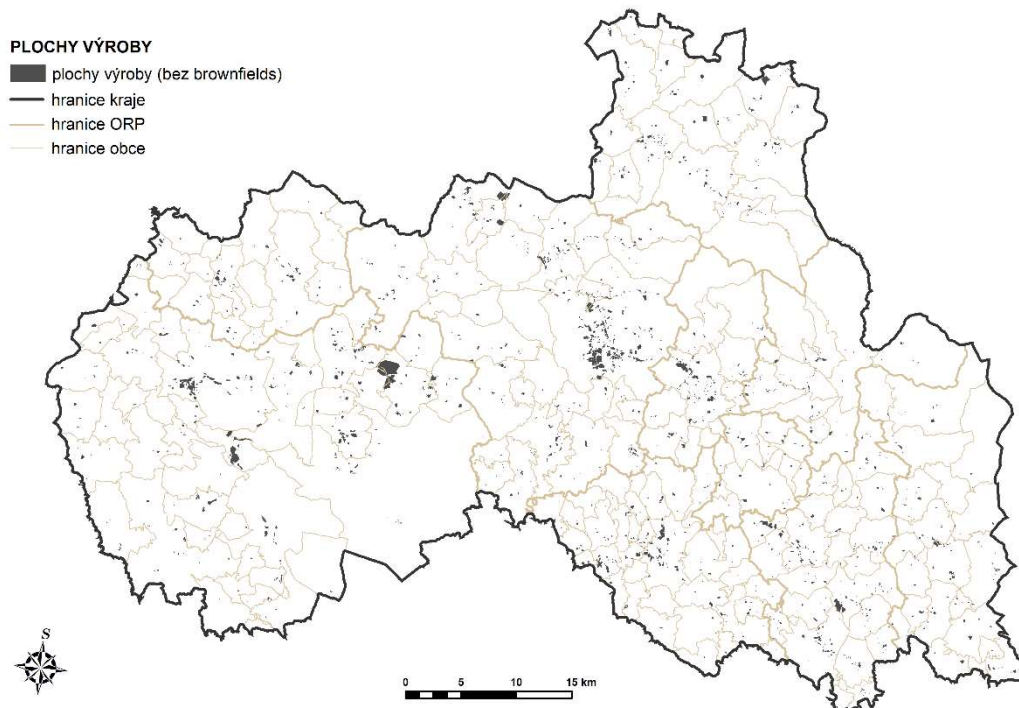 PLOCHY VÝROBY
plochy výroby (bez brownfields)
hranice kraje
hranice ORP
hranice obce
S
0 5 10 15 km